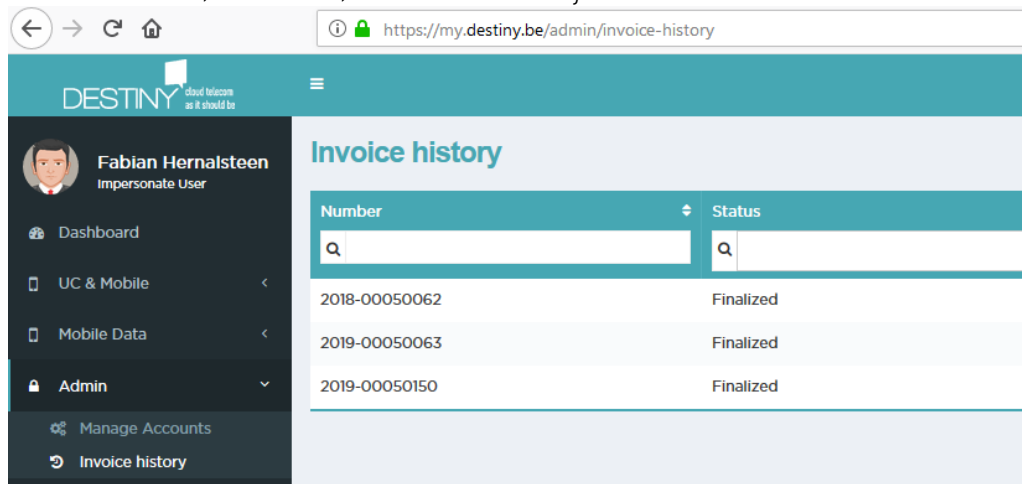 https://my.destiny.be/admin/invoice-history
DESTINY cloud telecom
as it should be
Fabian Hernalsteen
Impersonate User
Dashboard
UC & Mobile
Mobile Data
Admin
Manage Accounts
Invoice history
Invoice history
Number Status
2018-00050062 Finalized
2019-00050063 Finalized
2019-00050150 Finalized